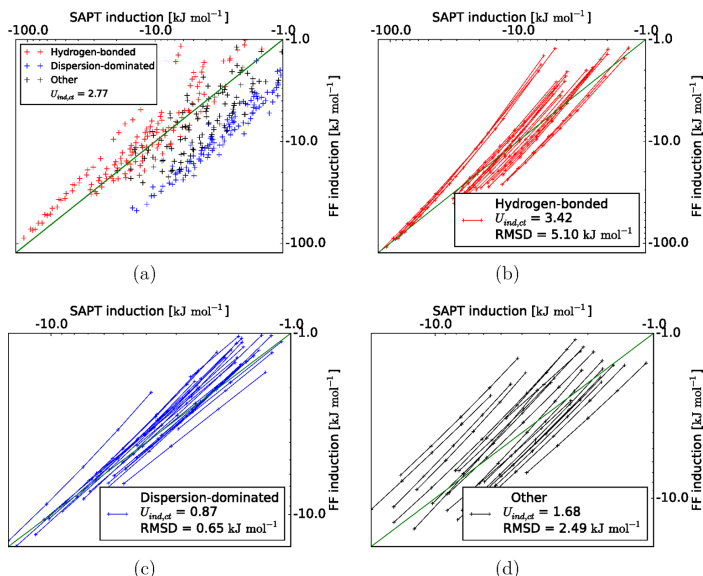 SAPT induction [kJ mol⁻¹]
-100.0 -10.0 -1.0
-1.0
+ Hydrogen-bonded
+ Dispersion-dominated
+ Other
U_ind,ct = 2.77
-10.0
-100.0
FF induction [kJ mol⁻¹]
(a)
SAPT induction [kJ mol⁻¹]
-100.0 -10.0 -1.0
-1.0
-10.0
-100.0
FF induction [kJ mol⁻¹]
Hydrogen-bonded
U_ind,ct = 3.42
RMSD = 5.10 kJ mol⁻¹
(b)
SAPT induction [kJ mol⁻¹]
-10.0 -1.0
-1.0
-10.0
FF induction [kJ mol⁻¹]
Dispersion-dominated
U_ind,ct = 0.87
RMSD = 0.65 kJ mol⁻¹
(c)
SAPT induction [kJ mol⁻¹]
-10.0 -1.0
-1.0
-10.0
FF induction [kJ mol⁻¹]
Other
U_ind,ct = 1.68
RMSD = 2.49 kJ mol⁻¹
(d)